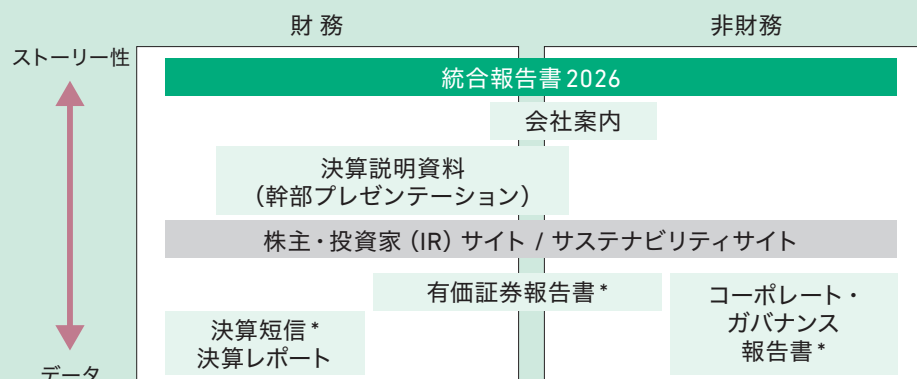 財務
非財務
ストーリー性
統合報告書2026
会社案内
決算説明資料
（幹部プレゼンテーション）
株主・投資家（IR）サイト / サステナビリティサイト
有価証券報告書*
コーポレート・
ガバナンス
報告書*
決算短信*
決算レポート
データ